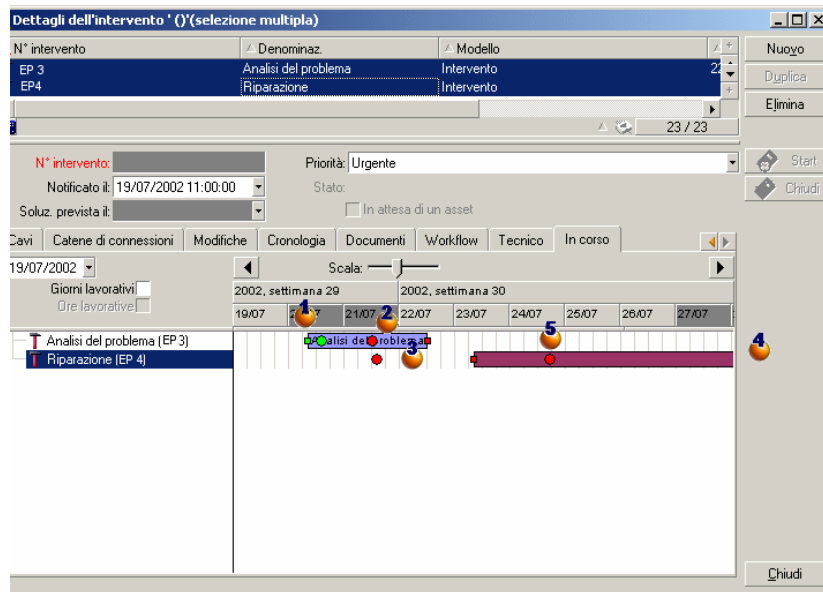 Dettagli dell'intervento ' ()'(selezione multipla)
N° intervento
Denominaz.
Modello
Nuovo
EP 3
Analisi del problema
Intervento
Duplica
EP4
Riparazione
Intervento
Elimina
23 / 23
N° intervento:
Priorità: Urgente
Start
Notificato il: 19/07/2002 11:00:00
Stato:
Chiudi
Soluz. prevista il:
In attesa di un asset
Cavi
Catene di connessioni
Modifiche
Cronologia
Documenti
Workflow
Tecnico
In corso
19/07/2002
Scala:
Giorni lavorativi
2002, settimana 29
2002, settimana 30
Ore lavorative
19/07
21/07
22/07
23/07
24/07
25/07
26/07
27/07
1
2
3
4
5
Analisi del problema (EP 3)
Analisi del problema
Riparazione (EP 4)
Chiudi